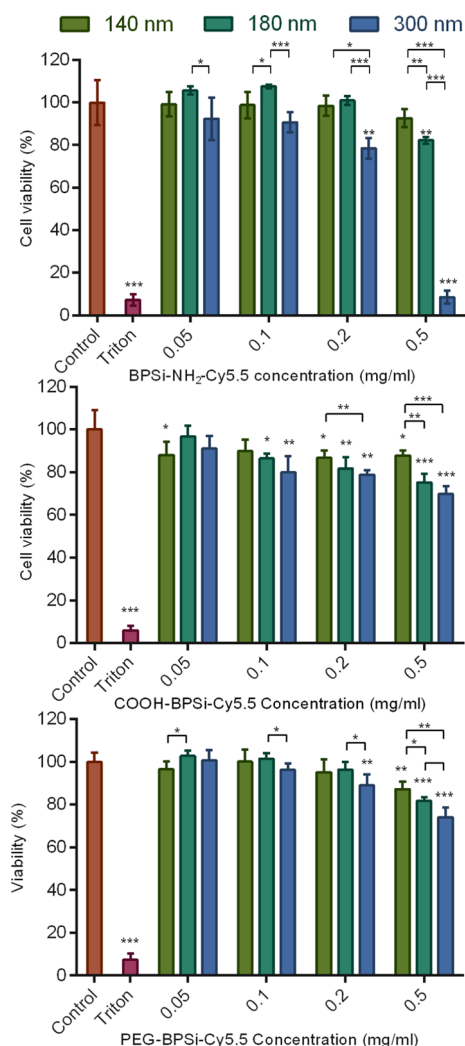 140 nm 180 nm 300 nm
120
100
80
60
40
20
0
Cell viability (%)
* *** * ***
* *** ** ***
*** ** **
*** ***
Control Triton 0.05 0.1 0.2 0.5
BPSi-NH2-Cy5.5 concentration (mg/ml)
120
100
80
60
40
20
0
Cell viability (%)
*** ** **
* * ** * ** ** * *** ***
***
Control Triton 0.05 0.1 0.2 0.5
COOH-BPSi-Cy5.5 Concentration (mg/ml)
120
100
80
60
40
20
0
Viability (%)
* * * ** *
** ** *** ***
***
Control Triton 0.05 0.1 0.2 0.5
PEG-BPSi-Cy5.5 Concentration (mg/ml)